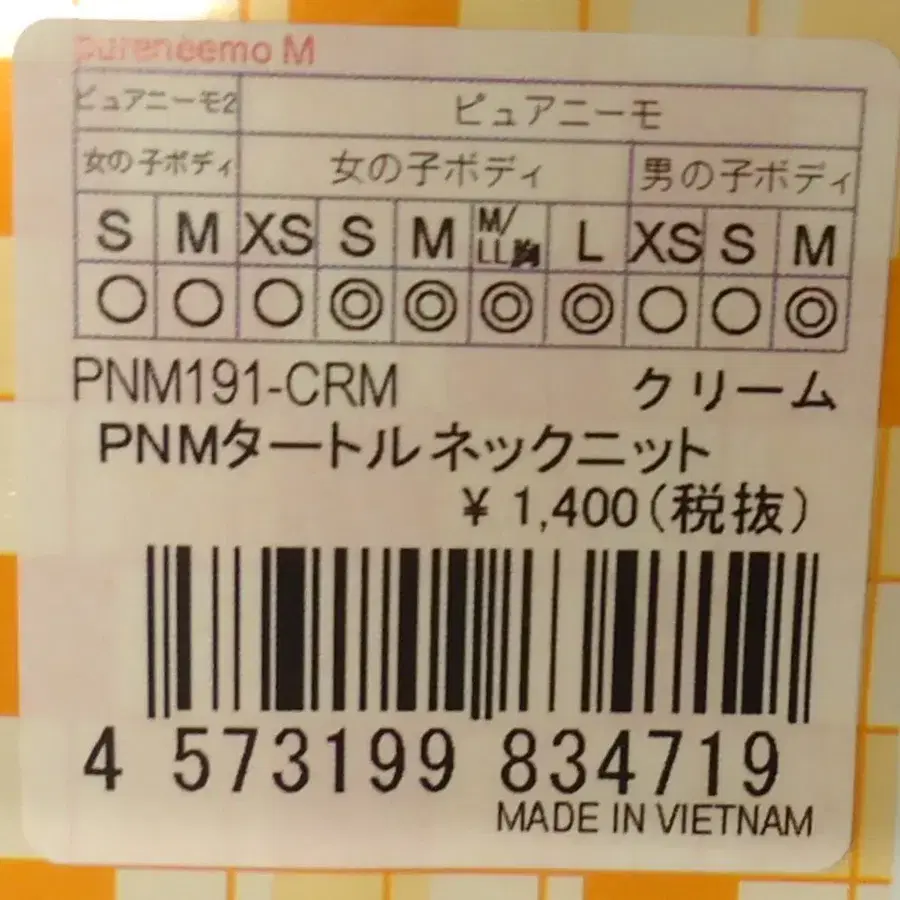 pureneemo M
ピュアニーモ2 ピュアニーモ
女の子ボディ 女の子ボディ 男の子ボディ
S M XS S M M/LL胸 L XS S M
○ ○ ○ ◎ ◎ ◎ ◎ ○ ○ ◎
PNM191-CRM クリーム
PNMタートルネックニット
¥ 1,400(税抜)
4 573199 834719
MADE IN VIETNAM